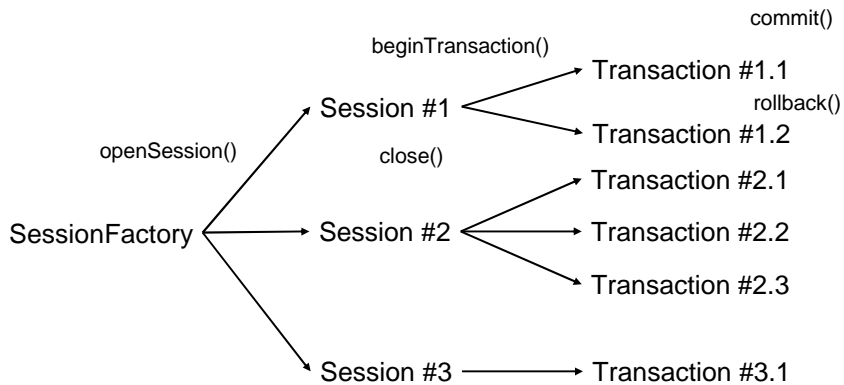 commit()
beginTransaction()
Transaction #1.1
Session #1
rollback()
Transaction #1.2
openSession()
close()
Transaction #2.1
SessionFactory
Session #2
Transaction #2.2
Transaction #2.3
Session #3
Transaction #3.1